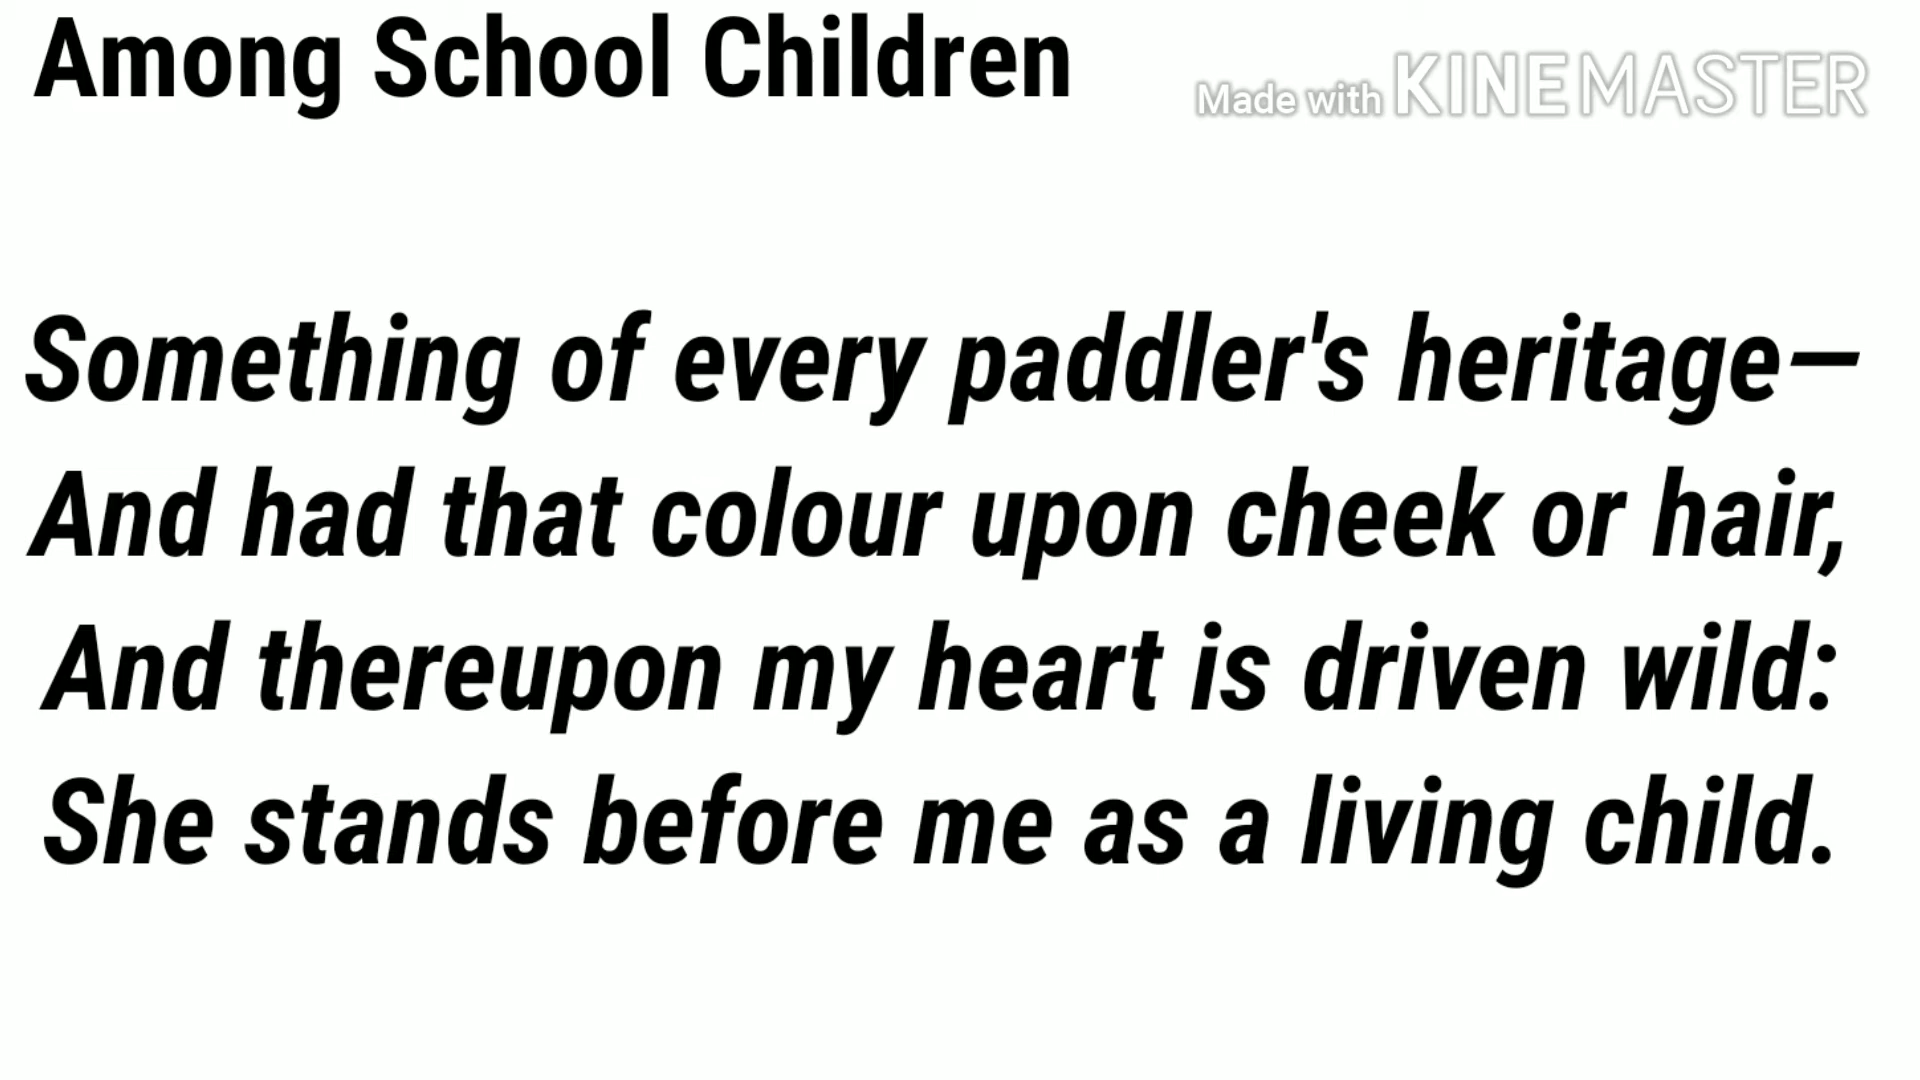 Among School Children
Made with KINEMASTER
Something of every paddler's heritage—
And had that colour upon cheek or hair,
And thereupon my heart is driven wild:
She stands before me as a living child.